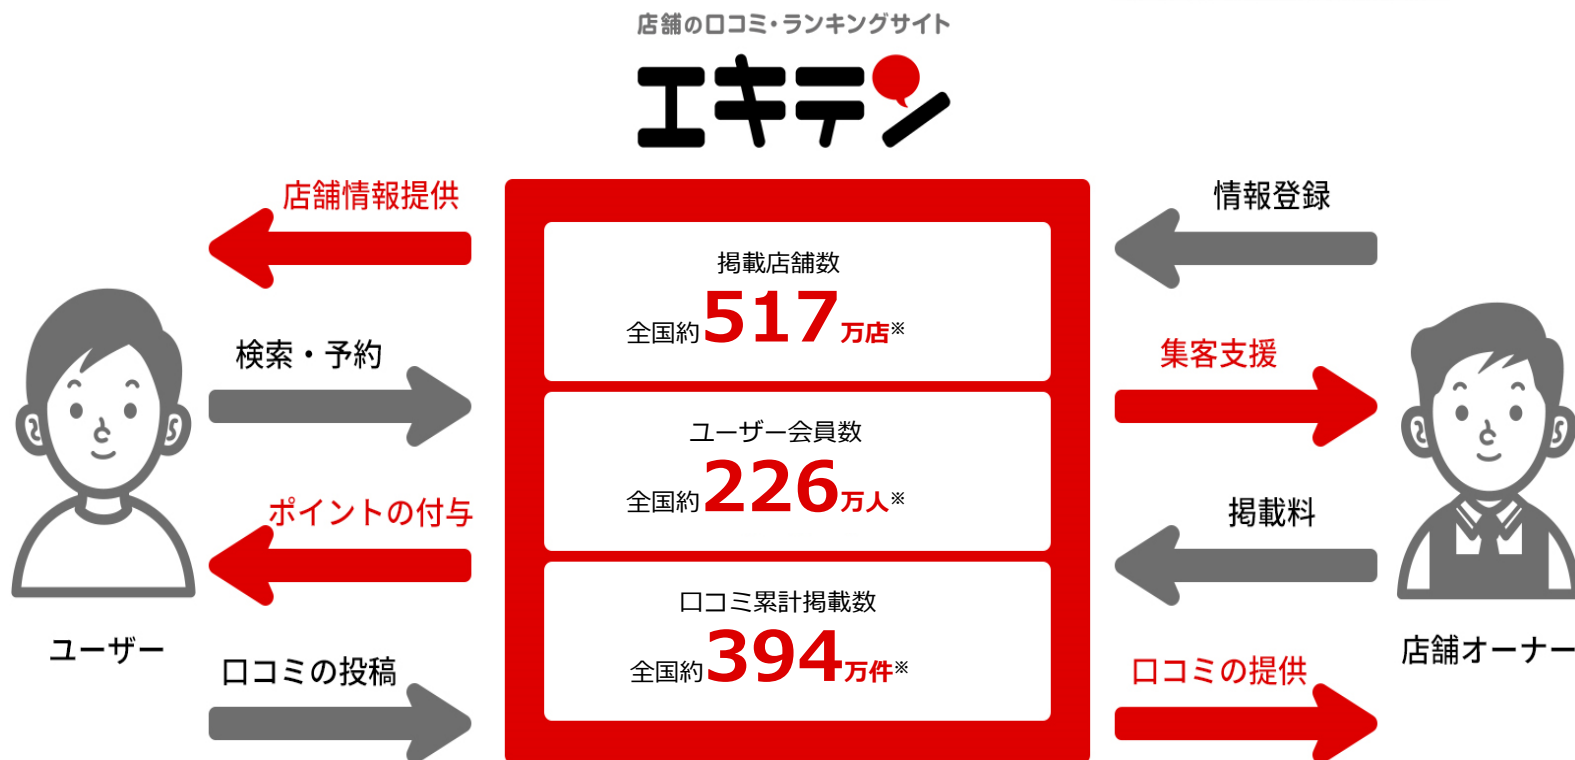 店舗の口コミ・ランキングサイト
エキテン
店舗情報提供
検索・予約
ポイントの付与
口コミの投稿
ユーザー
掲載店舗数
全国約517万店※
ユーザー会員数
全国約226万人※
口コミ累計掲載数
全国約394万件※
情報登録
集客支援
掲載料
口コミの提供
店舗オーナー